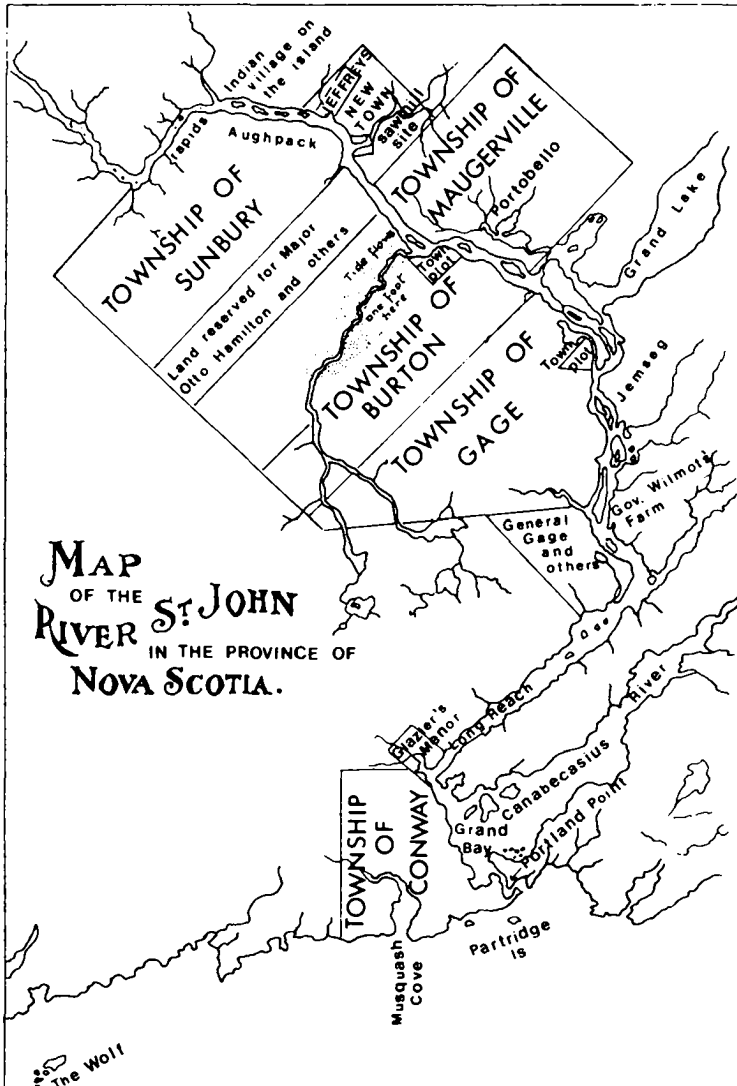 Indian
village on
the island
JEFFREYS
NEW
TOWN
sawmill
site
rapids
Aughpack
TOWNSHIP OF
SUNBURY
TOWNSHIP OF
MAUGERVILLE
Portobello
Grand Lake
Land reserved for Major
Otto Hamilton and others
Tide flows
one foot
here
Town
plot
TOWNSHIP OF
BURTON
TOWNSHIP OF
GAGE
Town
plot
Jemseg
Gov. Wilmots
Farm
General
Gage
and
others
MAP
OF THE
RIVER ST. JOHN
IN THE PROVINCE OF
NOVA SCOTIA.
Glazier's
Manor
Long Reach
River
Canabecasius
Grand
Bay
Portland Point
TOWNSHIP
OF
CONWAY
Partridge
Is
Musquash
Cove
The Wolf